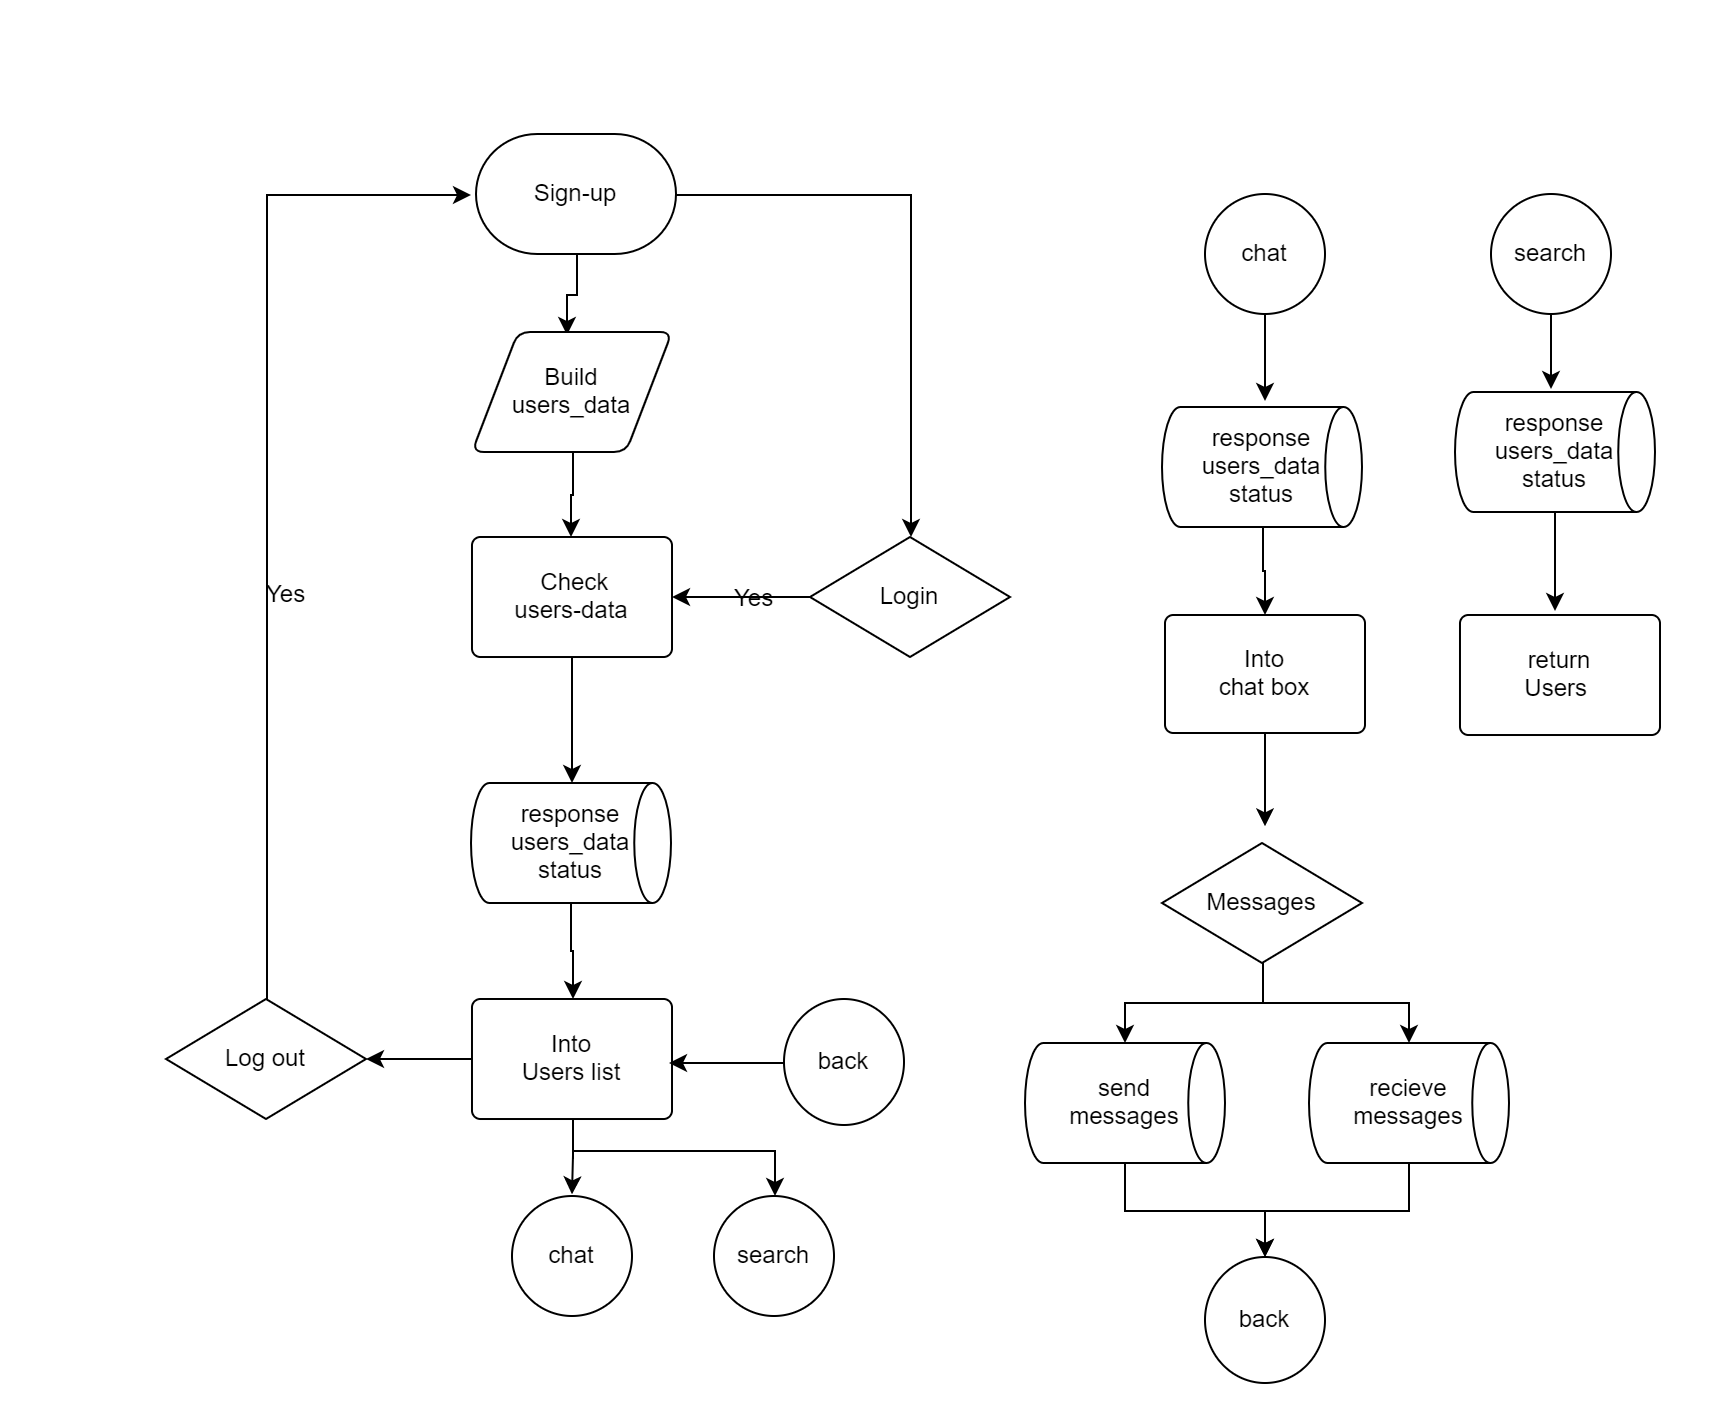 Sign-up
Build
users_data
Check
users-data
Yes
Login
Yes
response
users_data
status
Log out
Into
Users list
back
chat
search
chat
response
users_data
status
Into
chat box
Messages
send
messages
recieve
messages
back
search
response
users_data
status
return
Users